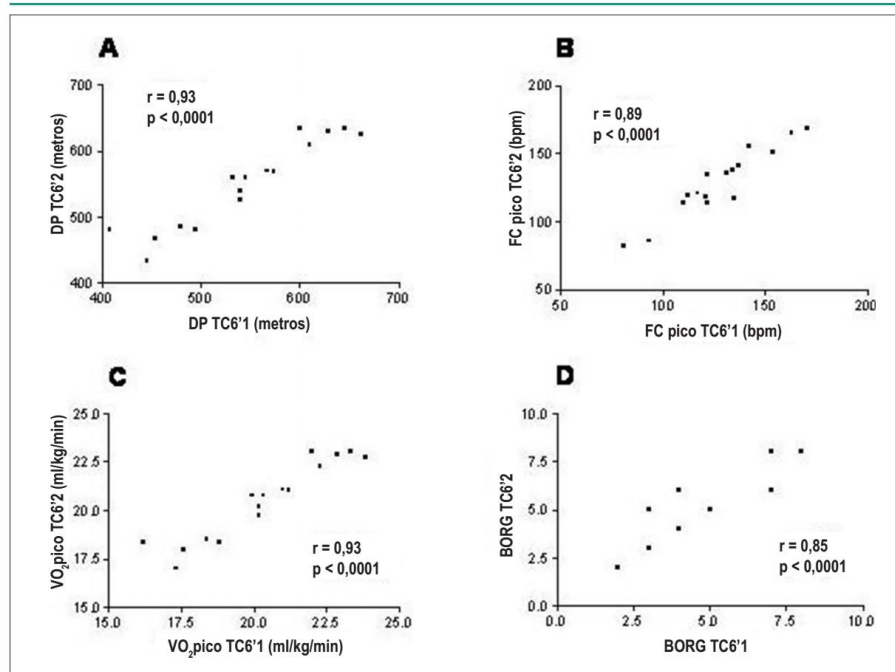 A
700
600
500
400
400
500
600
700
r = 0,93
p < 0,0001
DP TC6'2 (metros)
DP TC6'1 (metros)
B
200
150
100
50
50
100
150
200
r = 0,89
p < 0,0001
FC pico TC6'2 (bpm)
FC pico TC6'1 (bpm)
C
25.0
22.5
20.0
17.5
15.0
15.0
17.5
20.0
22.5
25.0
r = 0,93
p < 0,0001
VO₂pico TC6'2 (ml/kg/min)
VO₂pico TC6'1 (ml/kg/min)
D
10.0
7.5
5.0
2.5
0.0
0.0
2.5
5.0
7.5
10.0
r = 0,85
p < 0,0001
BORG TC6'2
BORG TC6'1